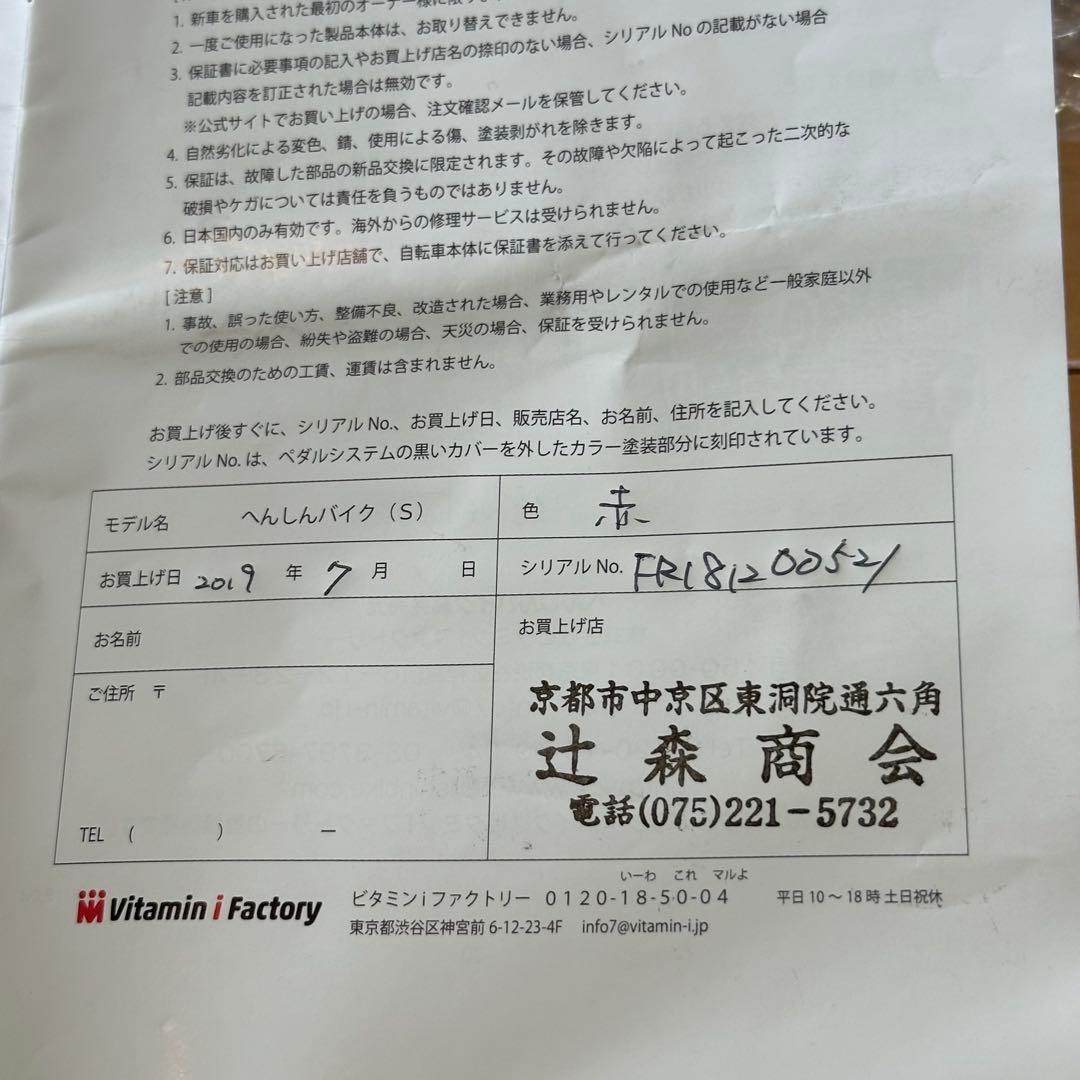 1. 新車を購入された最初のオーナー様に限り
2. 一度ご使用になった製品本体は、お取り替えできません。
3. 保証書に必要事項の記入やお買上げ店名の捺印のない場合、シリアル No の記載がない場合
記載内容を訂正された場合は無効です。
※公式サイトでお買い上げの場合、注文確認メールを保管してください。
4. 自然劣化による変色、錆、使用による傷、塗装剥がれを除きます。
5. 保証は、故障した部品の新品交換に限定されます。その故障や欠陥によって起こった二次的な
破損やケガについては責任を負うものではありません。
6. 日本国内のみ有効です。海外からの修理サービスは受けられません。
7. 保証対応はお買い上げ店舗で、自転車本体に保証書を添えて行ってください。
[ 注意 ]
1. 事故、誤った使い方、整備不良、改造された場合、業務用やレンタルでの使用など一般家庭以外
での使用の場合、紛失や盗難の場合、天災の場合、保証を受けられません。
2. 部品交換のための工賃、運賃は含まれません。
お買上げ後すぐに、シリアル No.、お買上げ日、販売店名、お名前、住所を記入してください。
シリアル No. は、ペダルシステムの黒いカバーを外したカラー塗装部分に刻印されています。
モデル名 へんしんバイク（S） 色 赤
お買上げ日 2019 年 7 月 日 シリアル No. FR181200521
お名前 お買上げ店
ご住所 〒
京都市中京区東洞院通六角
辻森商会
電話(075)221-5732
TEL ( ) ー
いーわ これ マルよ
Vitamin i Factory ビタミン i ファクトリー 0120-18-50-04 平日 10 〜 18 時 土日祝休
東京都渋谷区神宮前 6-12-23-4F info7@vitamin-i.jp